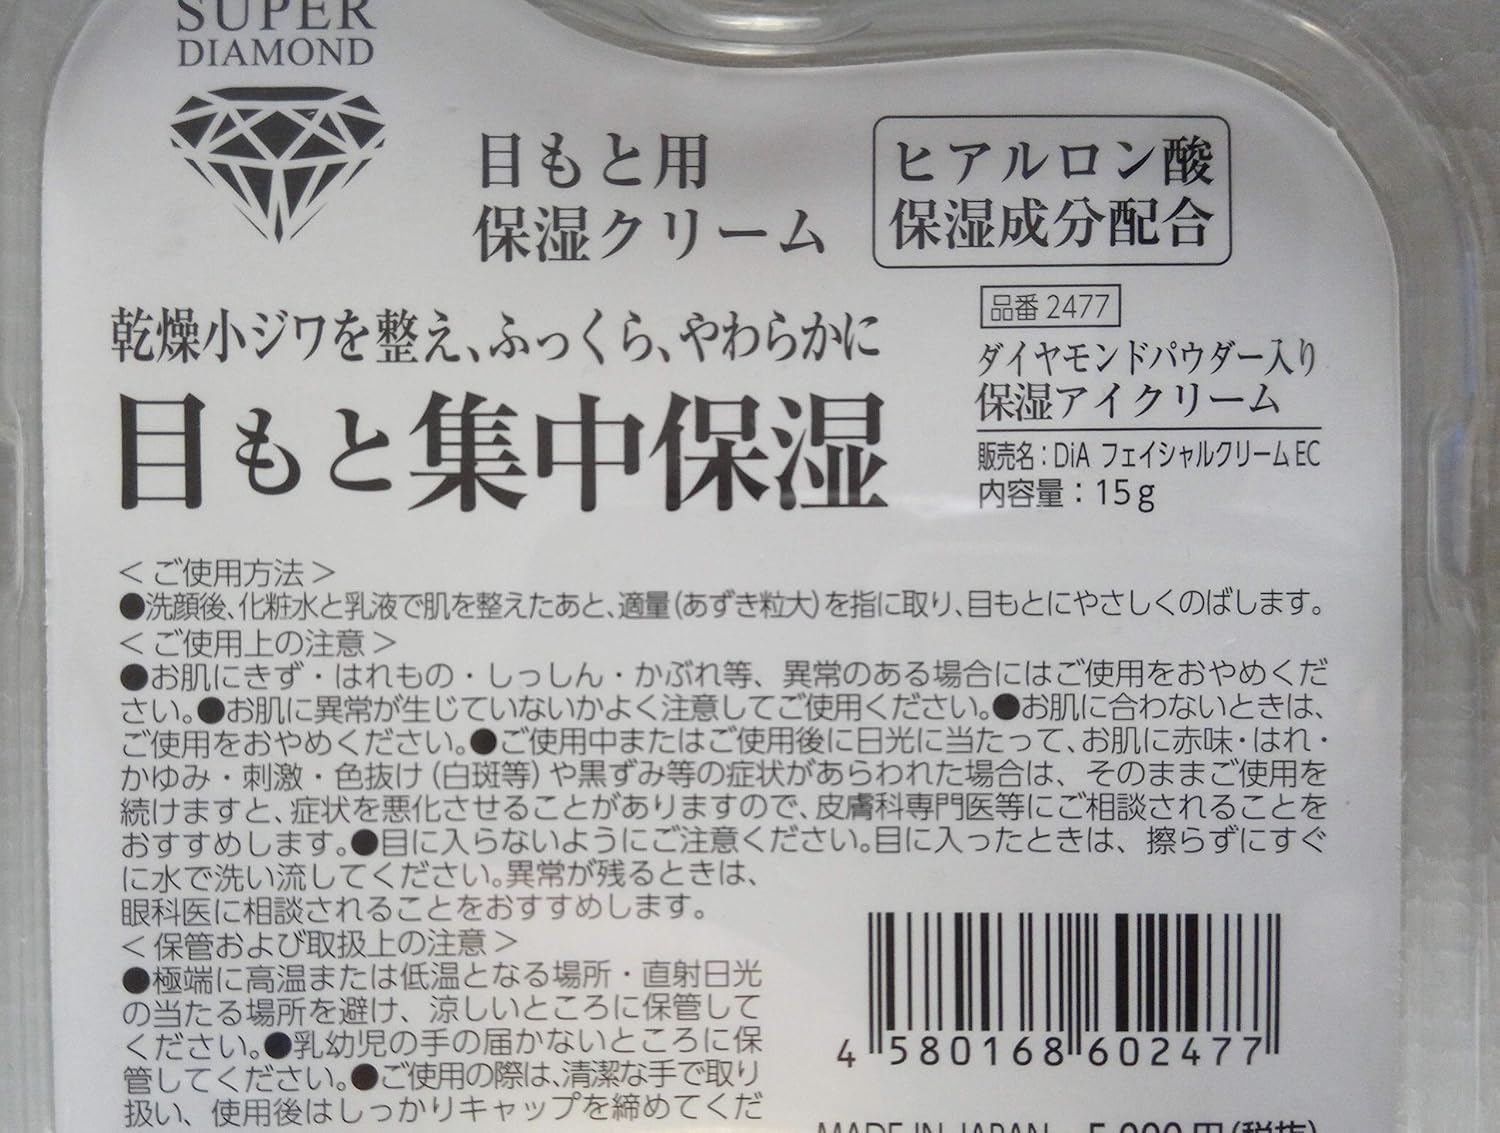 SUPER
DIAMOND
目もと用
保湿クリーム
ヒアルロン酸
保湿成分配合
乾燥小ジワを整え、ふっくら、やわらかに
目もと集中保湿
品番 2477
ダイヤモンドパウダー入り
保湿アイクリーム
販売名：DiA フェイシャルクリームEC
内容量：15g
＜ご使用方法＞
●洗顔後、化粧水と乳液で肌を整えたあと、適量(あずき粒大)を指に取り、目もとにやさしくのばします。
＜ご使用上の注意＞
●お肌にきず・はれもの・しっしん・かぶれ等、異常のある場合にはご使用をおやめくだ
さい。●お肌に異常が生じていないかよく注意してご使用ください。●お肌に合わないときは、
ご使用をおやめください。●ご使用中またはご使用後に日光に当たって、お肌に赤味・はれ・
かゆみ・刺激・色抜け(白斑等)や黒ずみ等の症状があらわれた場合は、そのままご使用を
続けますと、症状を悪化させることがありますので、皮膚科専門医等にご相談されることを
おすすめします。●目に入らないようにご注意ください。目に入ったときは、擦らずにすぐ
に水で洗い流してください。異常が残るときは、
眼科医に相談されることをおすすめします。
＜保管および取扱上の注意＞
●極端に高温または低温となる場所・直射日光
の当たる場所を避け、涼しいところに保管して
ください。●乳幼児の手の届かないところに保
管してください。●ご使用の際は、清潔な手で取り
扱い、使用後はしっかりキャップを締めてくだ
4 580168 602477
MADE IN JAPAN 5,000円(税抜)